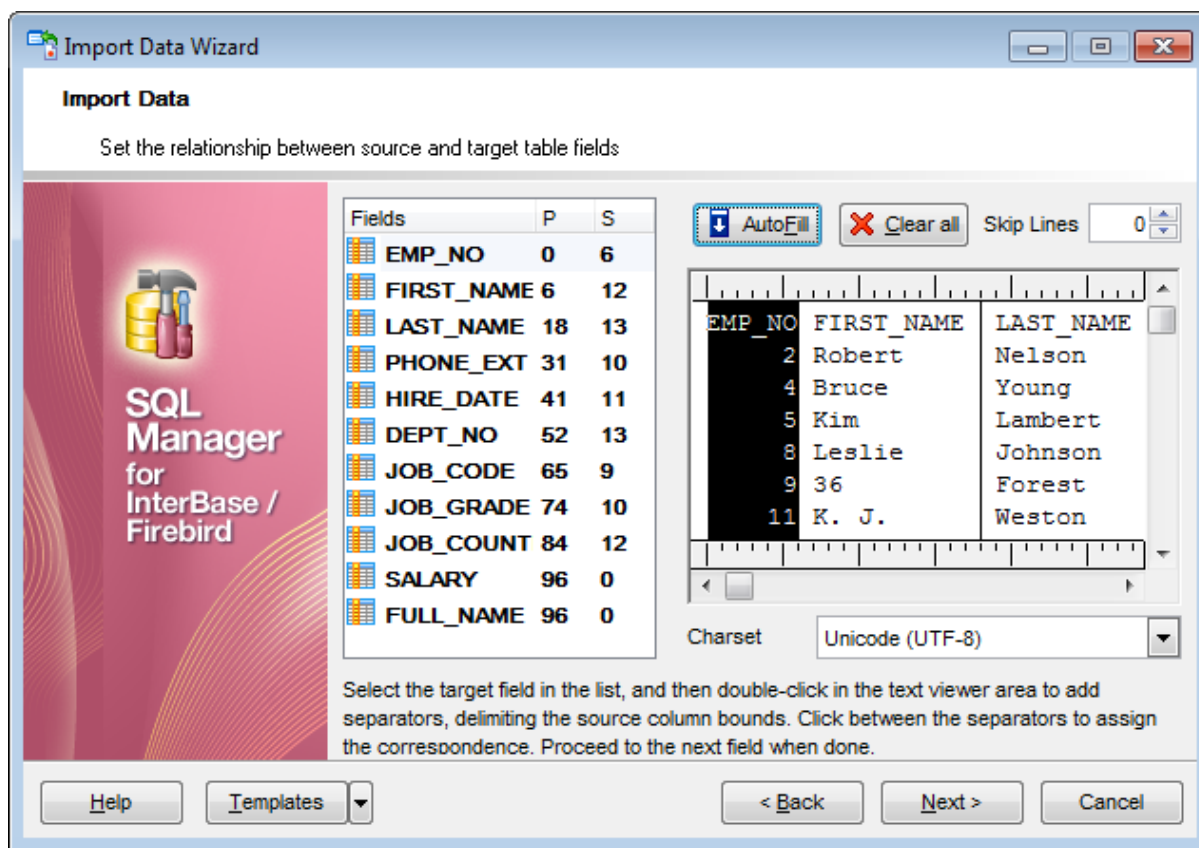 Import Data Wizard
Import Data
Set the relationship between source and target table fields
SQL
Manager
for
InterBase /
Firebird
Fields P S
EMP_NO 0 6
FIRST_NAME 6 12
LAST_NAME 18 13
PHONE_EXT 31 10
HIRE_DATE 41 11
DEPT_NO 52 13
JOB_CODE 65 9
JOB_GRADE 74 10
JOB_COUNT 84 12
SALARY 96 0
FULL_NAME 96 0
AutoFill Clear all Skip Lines 0
EMP_NO FIRST_NAME LAST_NAME
2 Robert Nelson
4 Bruce Young
5 Kim Lambert
8 Leslie Johnson
9 36 Forest
11 K. J. Weston
Charset Unicode (UTF-8)
Select the target field in the list, and then double-click in the text viewer area to add
separators, delimiting the source column bounds. Click between the separators to assign
the correspondence. Proceed to the next field when done.
Help Templates < Back Next > Cancel